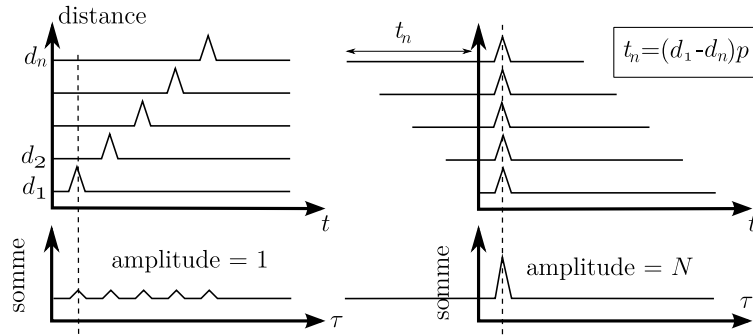 distance
d_n
d_2
d_1
t
somme
amplitude = 1
τ
t_n
t_n=(d_1-d_n)p
t
somme
amplitude = N
τ